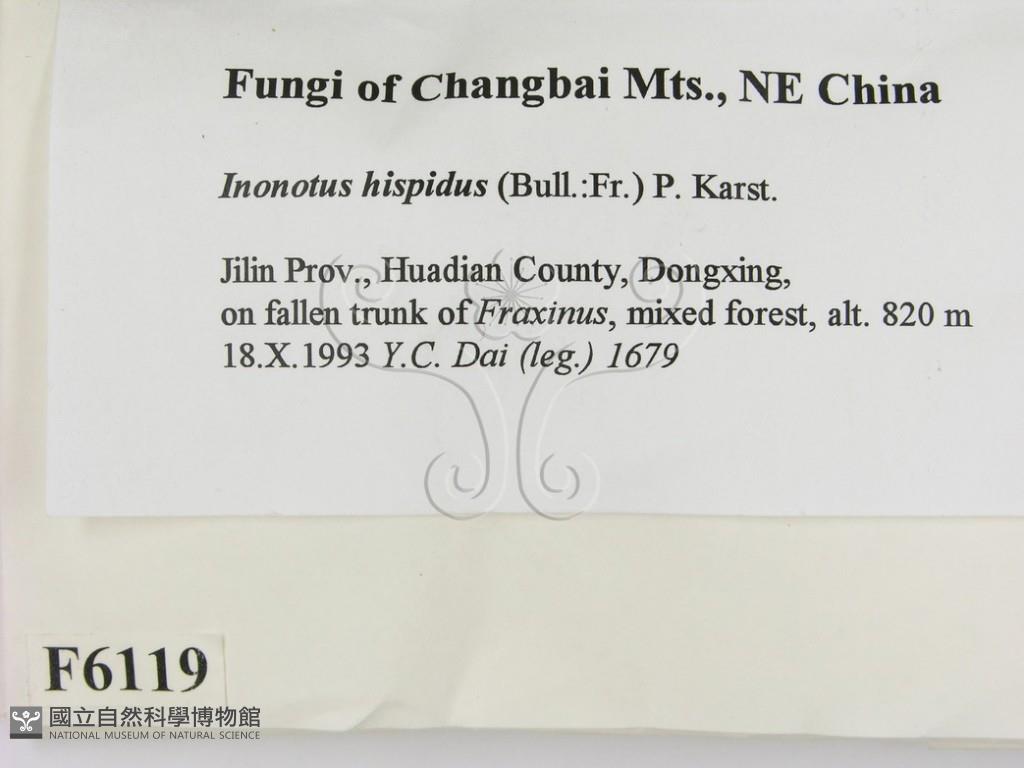 Fungi of Changbai Mts., NE China
Inonotus hispidus (Bull.:Fr.) P. Karst.
Jilin Prov., Huadian County, Dongxing,
on fallen trunk of Fraxinus, mixed forest, alt. 820 m
18.X.1993 Y.C. Dai (leg.) 1679
F6119
國立自然科學博物館
NATIONAL MUSEUM OF NATURAL SCIENCE